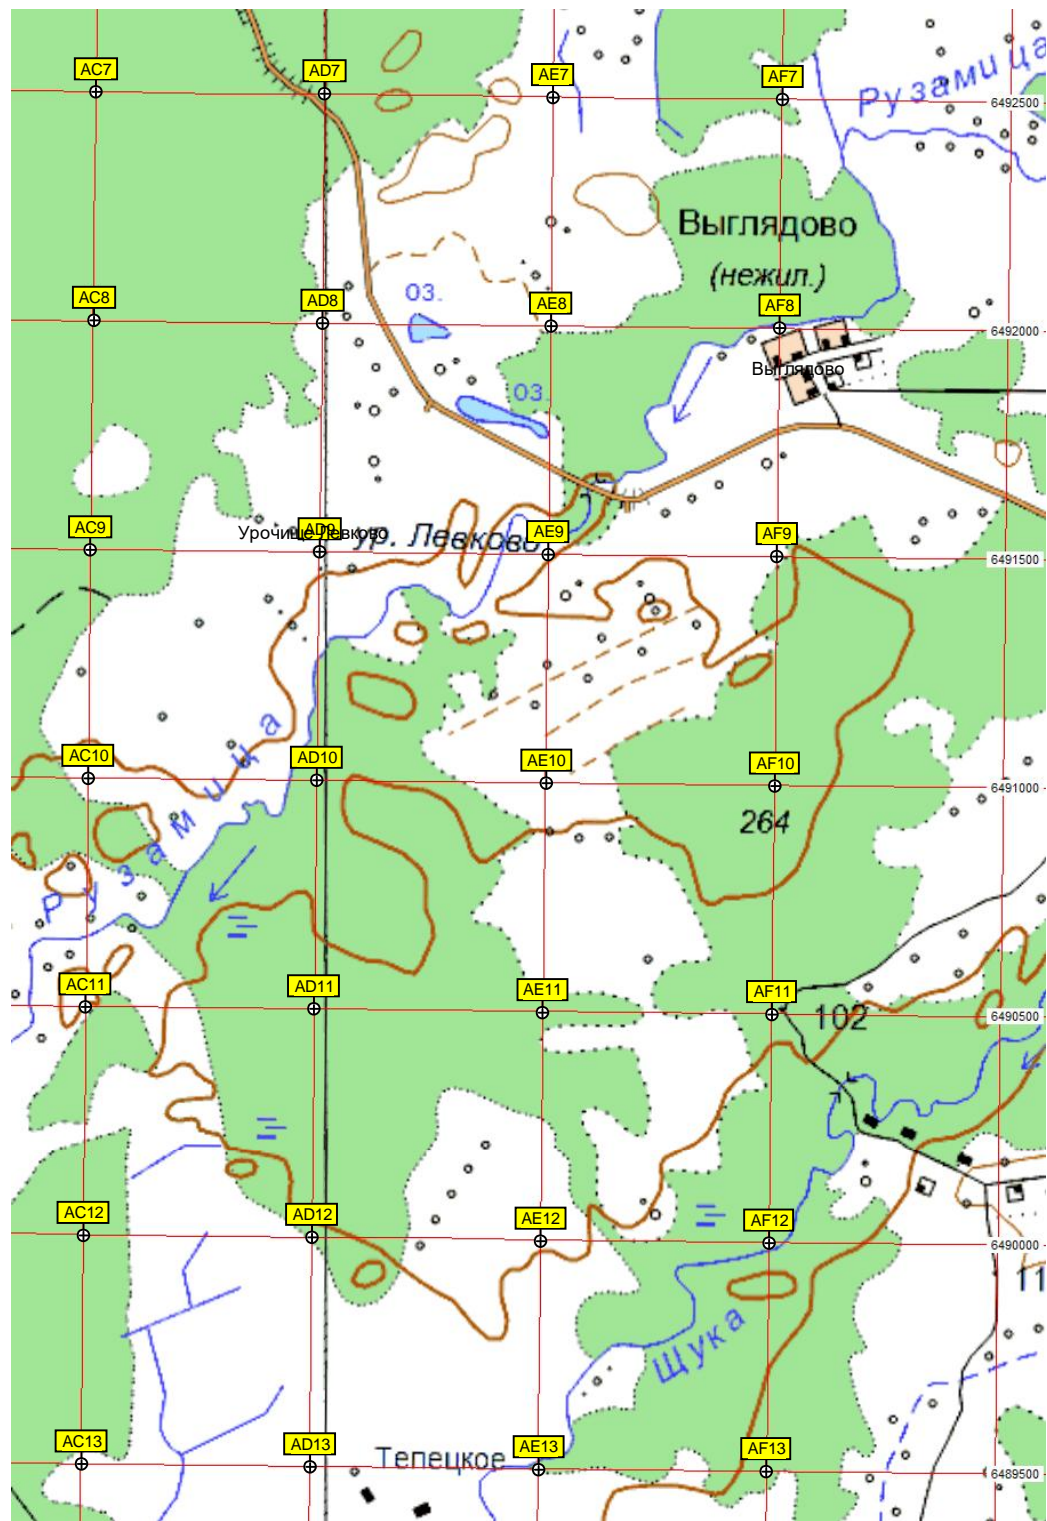 Рузамица
AC7
AD7
AE7
AF7
6492500
Выглядово
(нежил.)
AC8
AD8
оз.
AE8
AF8
6492000
Выглядово
оз.
AC9
AD9
Урочище Левково
ур. Левково
AE9
AF9
6491500
Рузамица
AC10
AD10
AE10
AF10
6491000
264
AC11
AD11
AE11
AF11
102
6490500
AC12
AD12
AE12
AF12
6490000
11
Щука
AC13
AD13
Тепецкое
AE13
AF13
6489500